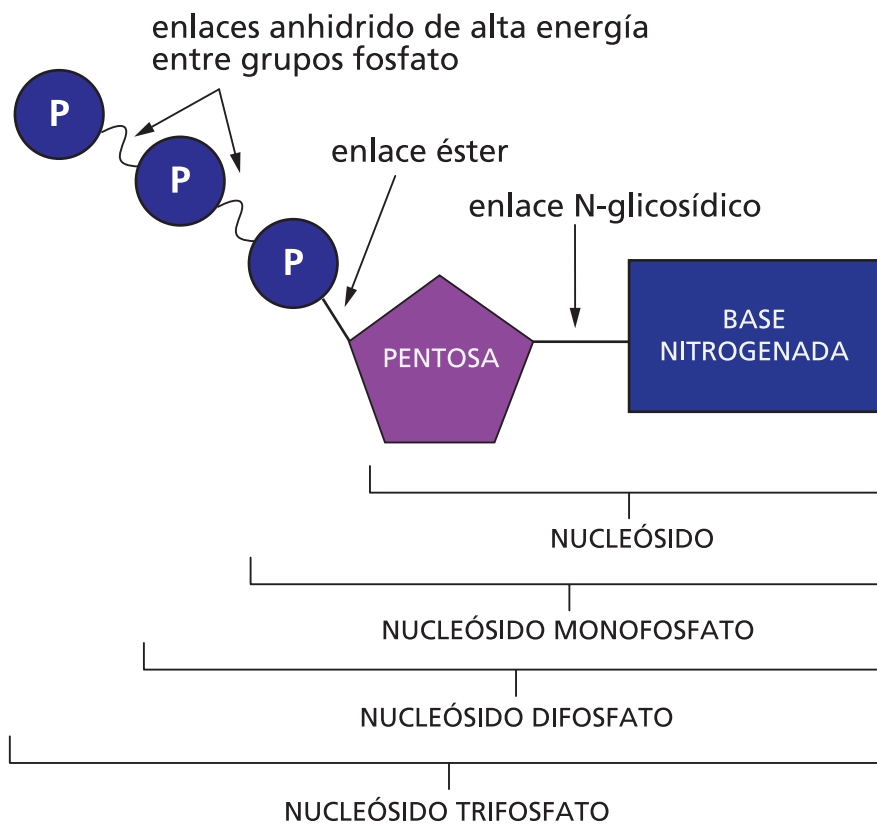 enlaces anhidrido de alta energía
entre grupos fosfato
P
P
enlace éster
enlace N-glicosídico
P
BASE
NITROGENADA
PENTOSA
NUCLEÓSIDO
NUCLEÓSIDO MONOFOSFATO
NUCLEÓSIDO DIFOSFATO
NUCLEÓSIDO TRIFOSFATO